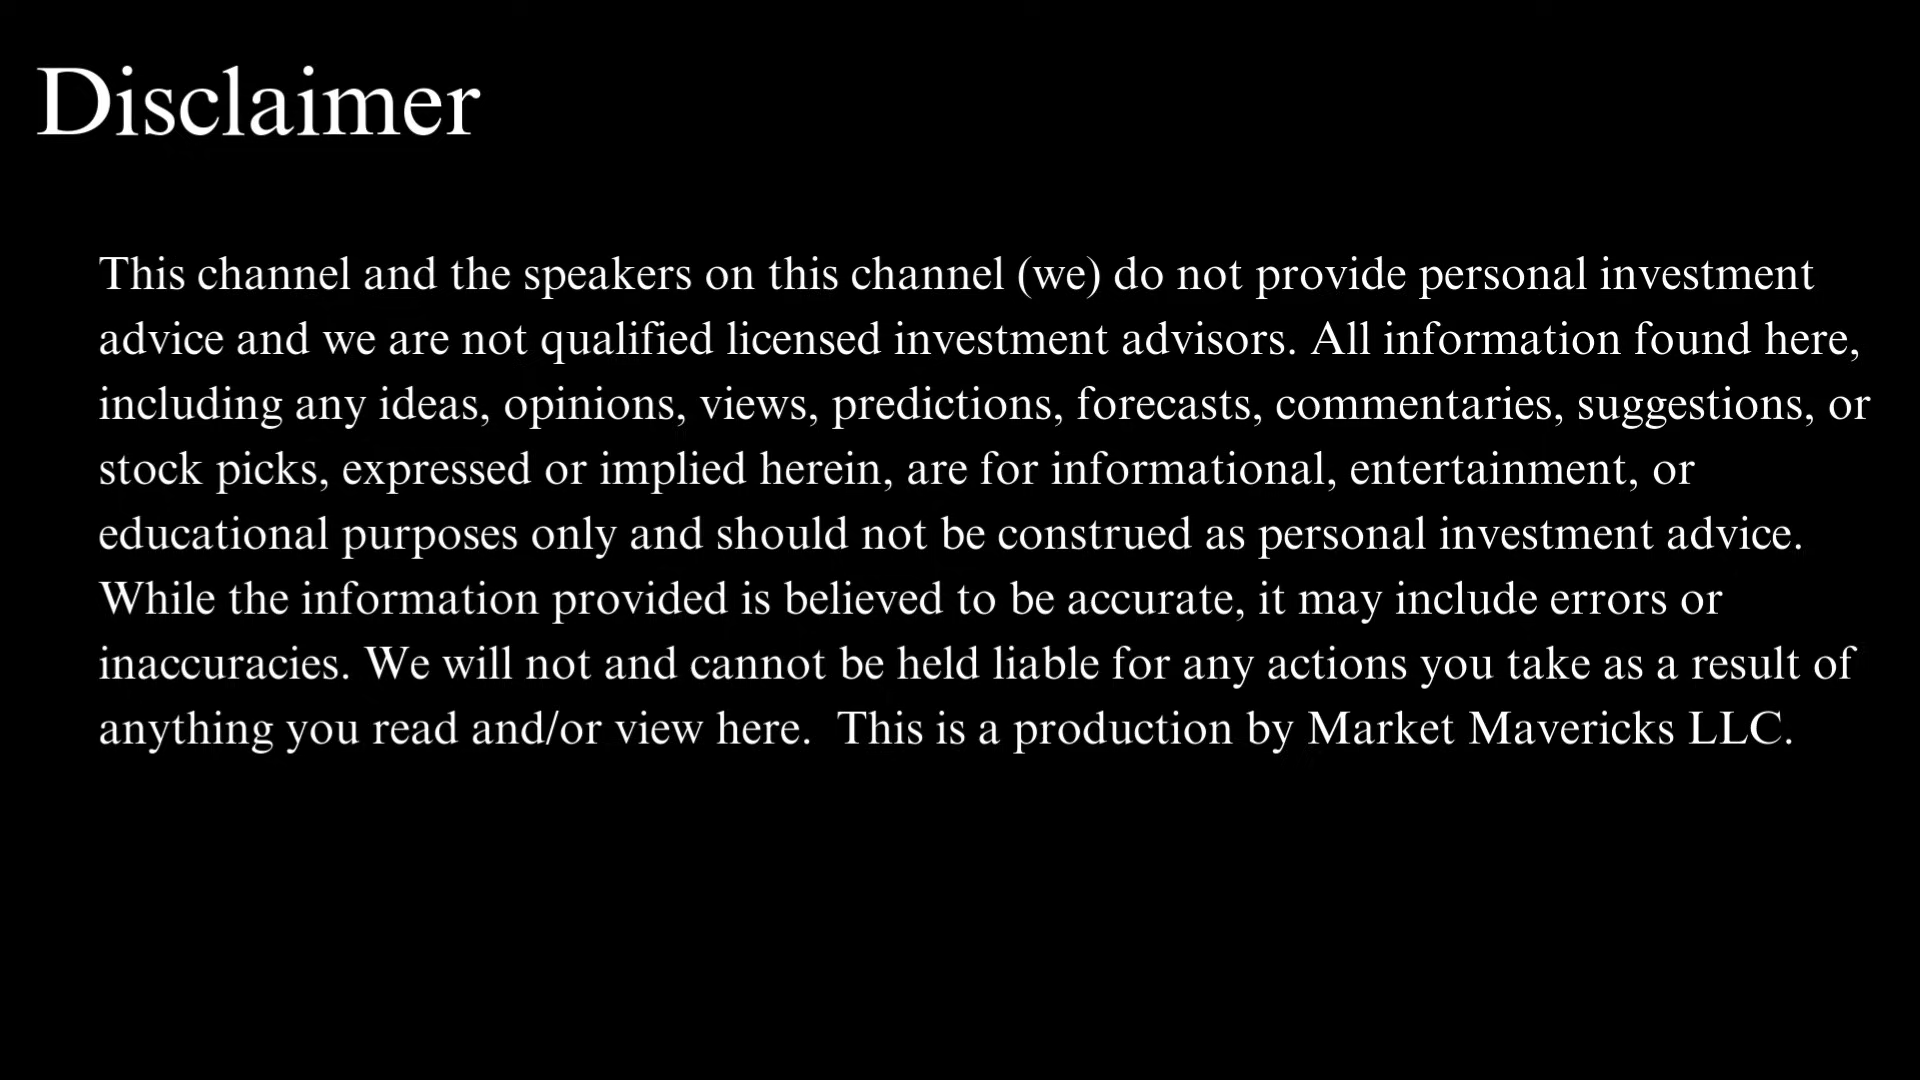 Disclaimer
This channel and the speakers on this channel (we) do not provide personal investment
advice and we are not qualified licensed investment advisors. All information found here,
including any ideas, opinions, views, predictions, forecasts, commentaries, suggestions, or
stock picks, expressed or implied herein, are for informational, entertainment, or
educational purposes only and should not be construed as personal investment advice.
While the information provided is believed to be accurate, it may include errors or
inaccuracies. We will not and cannot be held liable for any actions you take as a result of
anything you read and/or view here.  This is a production by Market Mavericks LLC.